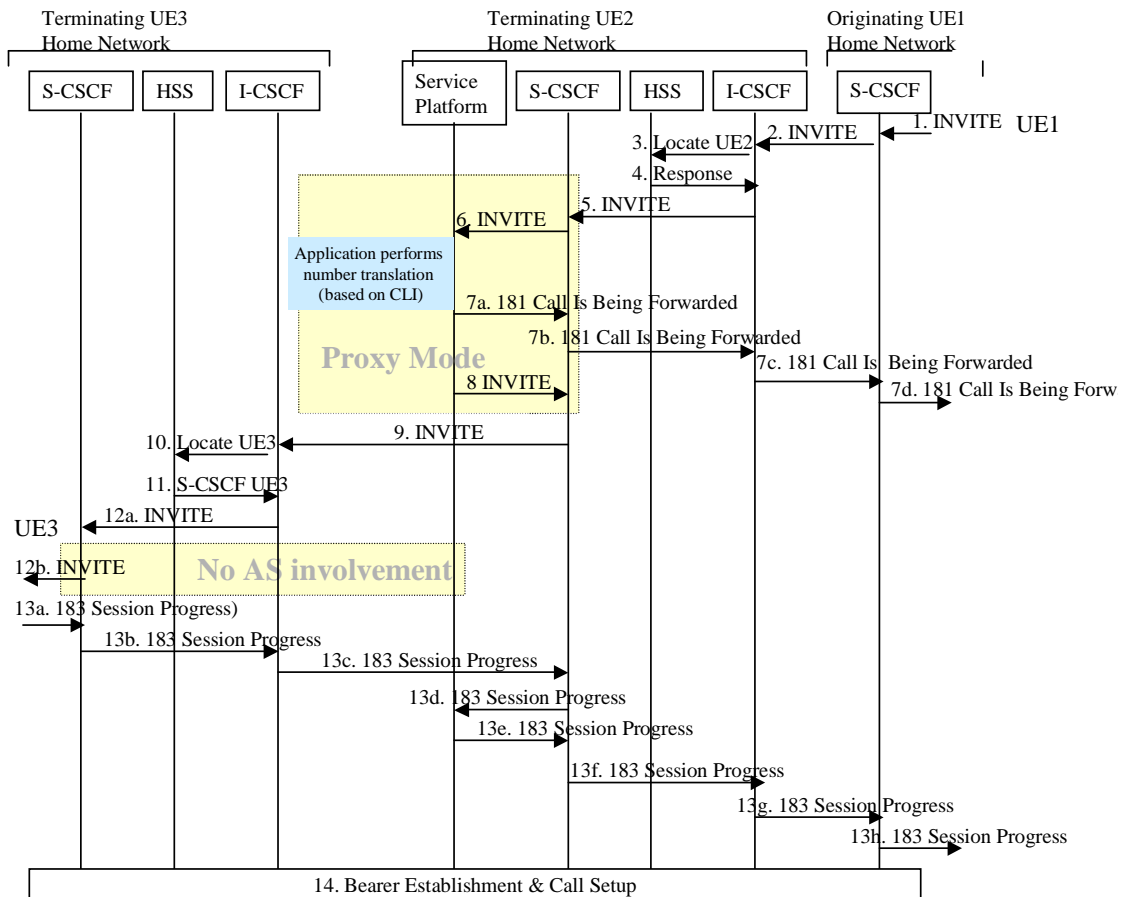 Terminating UE3
Home Network
Terminating UE2
Home Network
Originating UE1
Home Network
S-CSCF
HSS
I-CSCF
Service
Platform
S-CSCF
HSS
I-CSCF
S-CSCF
1. INVITE
UE1
2. INVITE
3. Locate UE2
4. Response
5. INVITE
6. INVITE
Application performs
number translation
(based on CLI)
7a. 181 Call Is Being Forwarded
7b. 181 Call Is Being Forwarded
Proxy Mode
7c. 181 Call Is Being Forwarded
8 INVITE
7d. 181 Call Is Being Forw
9. INVITE
10. Locate UE3
11. S-CSCF UE3
12a. INVITE
UE3
12b. INVITE
No AS involvement
13a. 183 Session Progress)
13b. 183 Session Progress
13c. 183 Session Progress
13d. 183 Session Progress
13e. 183 Session Progress
13f. 183 Session Progress
13g. 183 Session Progress
13h. 183 Session Progress
14. Bearer Establishment & Call Setup